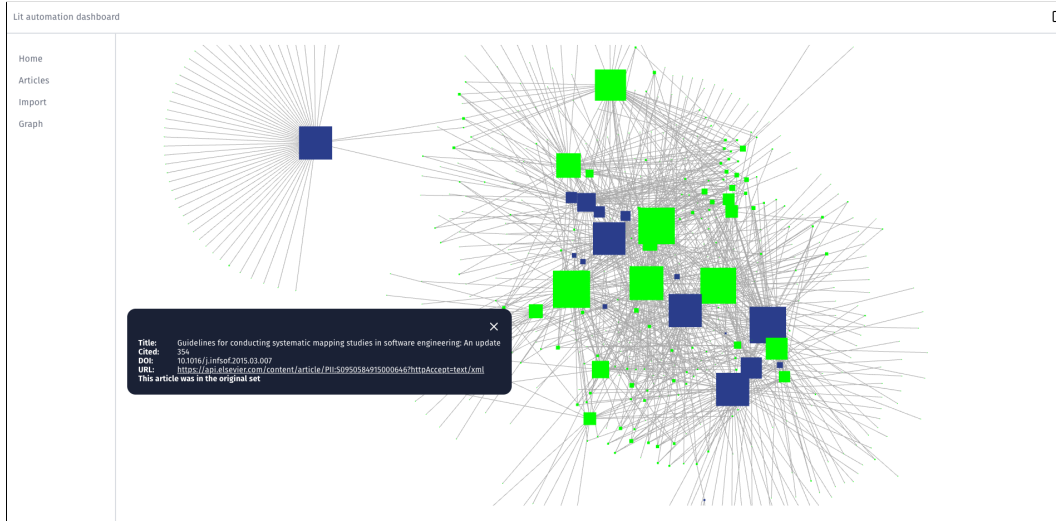 Lit automation dashboard
Home
Articles
Import
Graph
Title: Guidelines for conducting systematic mapping studies in software engineering: An update
Cited: 354
DOI: 10.1016/j.infsof.2015.03.007
URL: https://api.elsevier.com/content/article/PII:S0950584915000646?httpAccept=text/xml
This article was in the original set